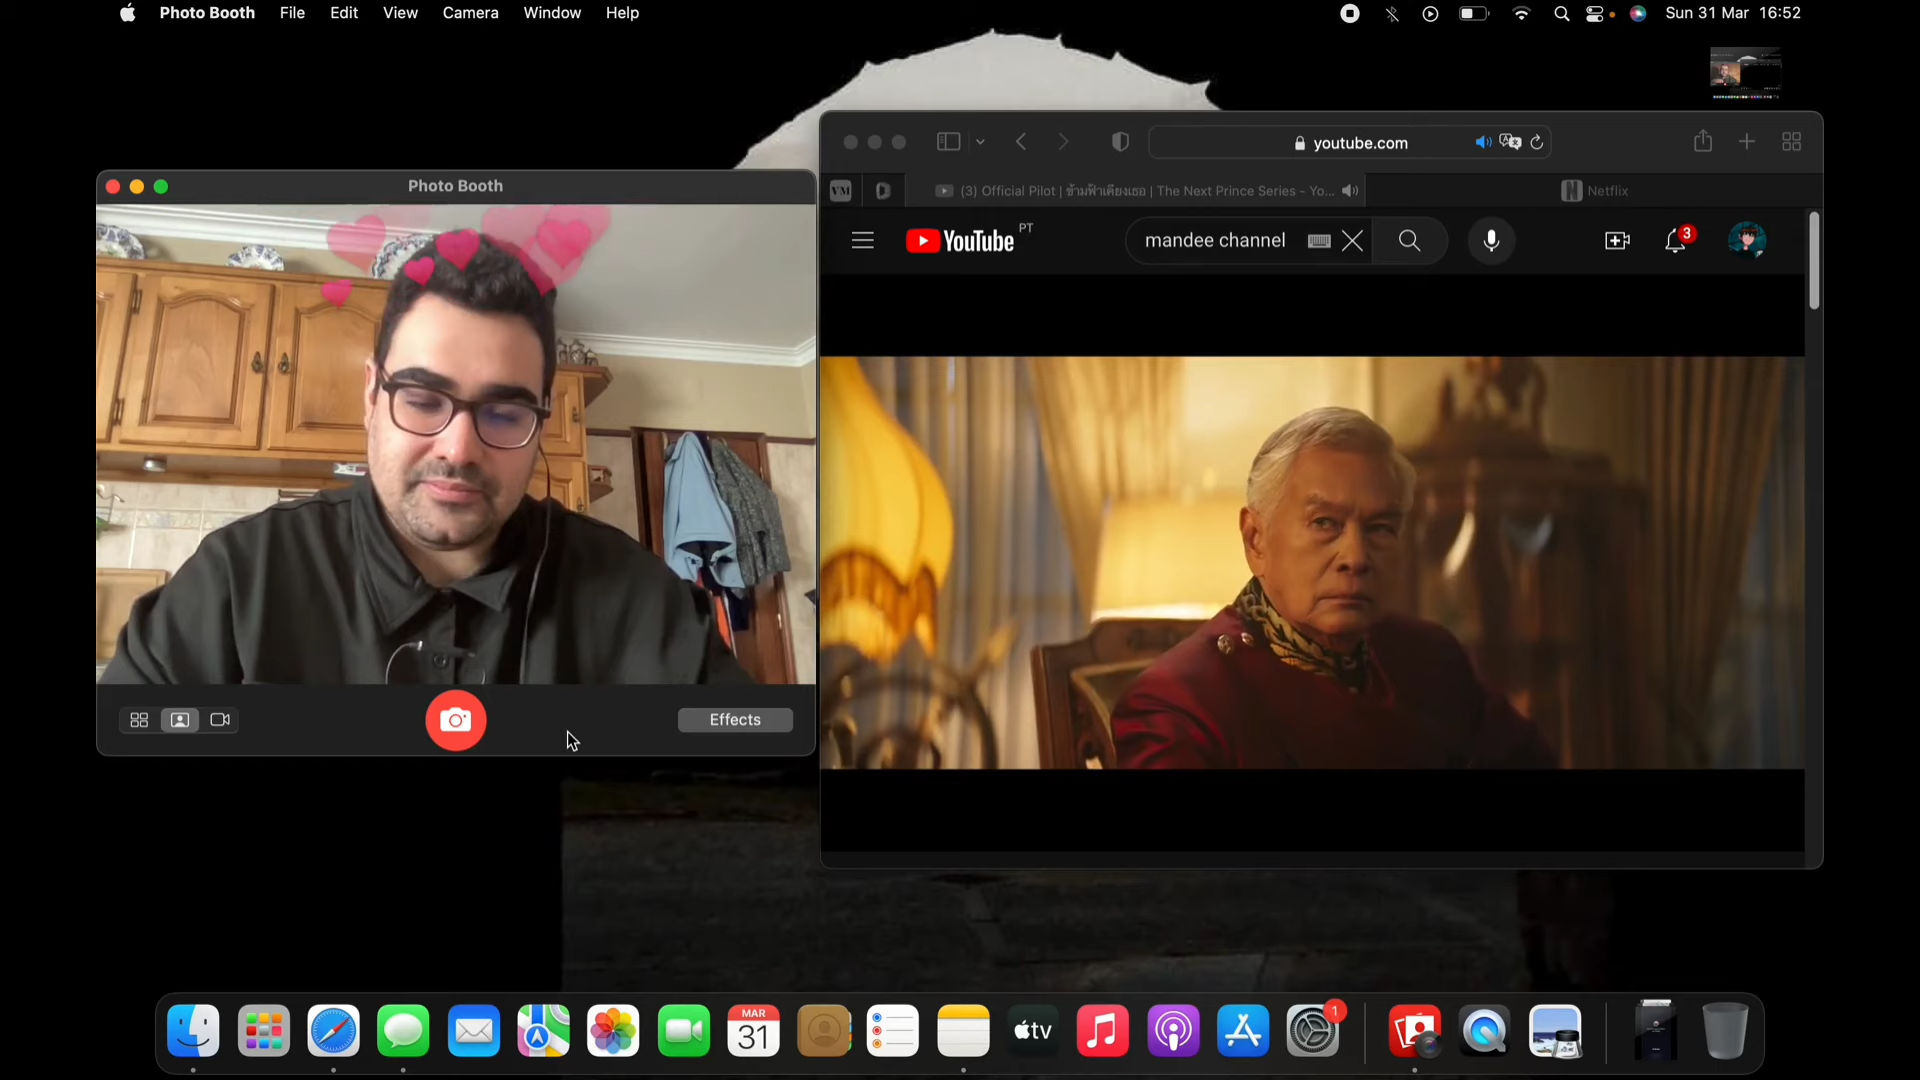 Photo Booth File Edit View Camera Window Help Sun 31 Mar 16:52
youtube.com
Photo Booth
VM (3) Official Pilot | ข้ามฟ้าเคียงเธอ | The Next Prince Series - Yo... N Netflix
YouTube PT mandee channel 3
Effects
MAR
31
tv
1